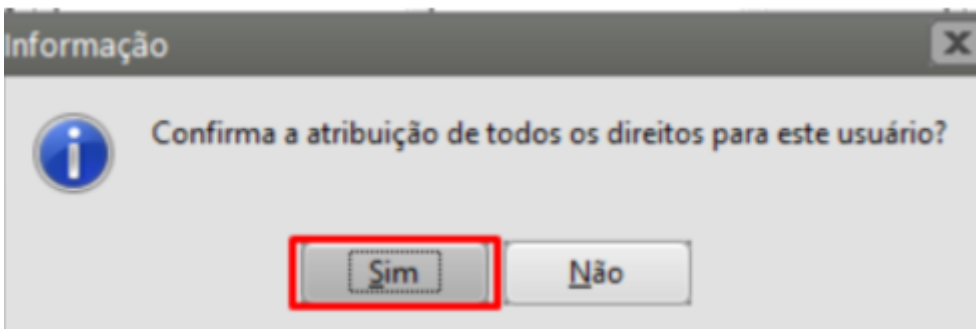 Informação
Confirma a atribuição de todos os direitos para este usuário?
Sim
Não